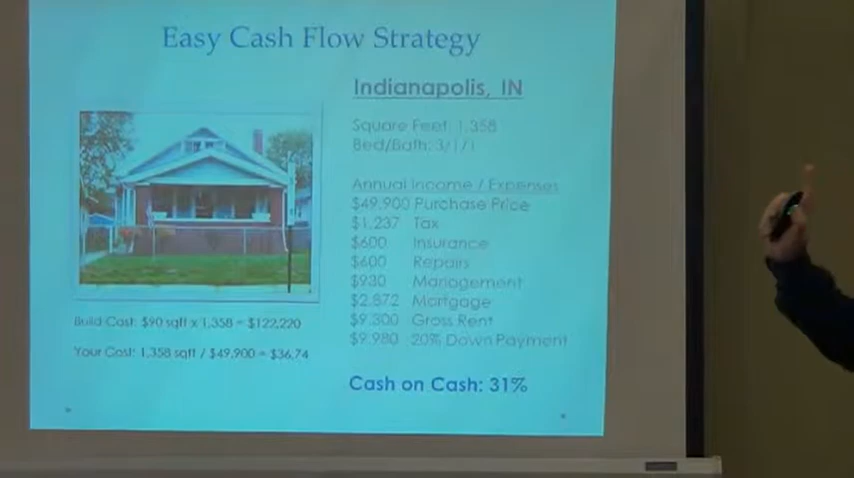 Easy Cash Flow Strategy
Indianapolis, IN
Square Feet: 1,358
Bed/Bath: 3/1/1
Annual Income / Expenses
$49,900 Purchase Price
$1,237 Tax
$600 Insurance
$600 Repairs
$930 Management
$2,872 Mortgage
$9,300 Gross Rent
$9,980 20% Down Payment
Cash on Cash: 31%
Build Cost: $90 sqft x 1,358 = $122,220
Your Cost: 1,358 sqft / $49,900 = $36.74